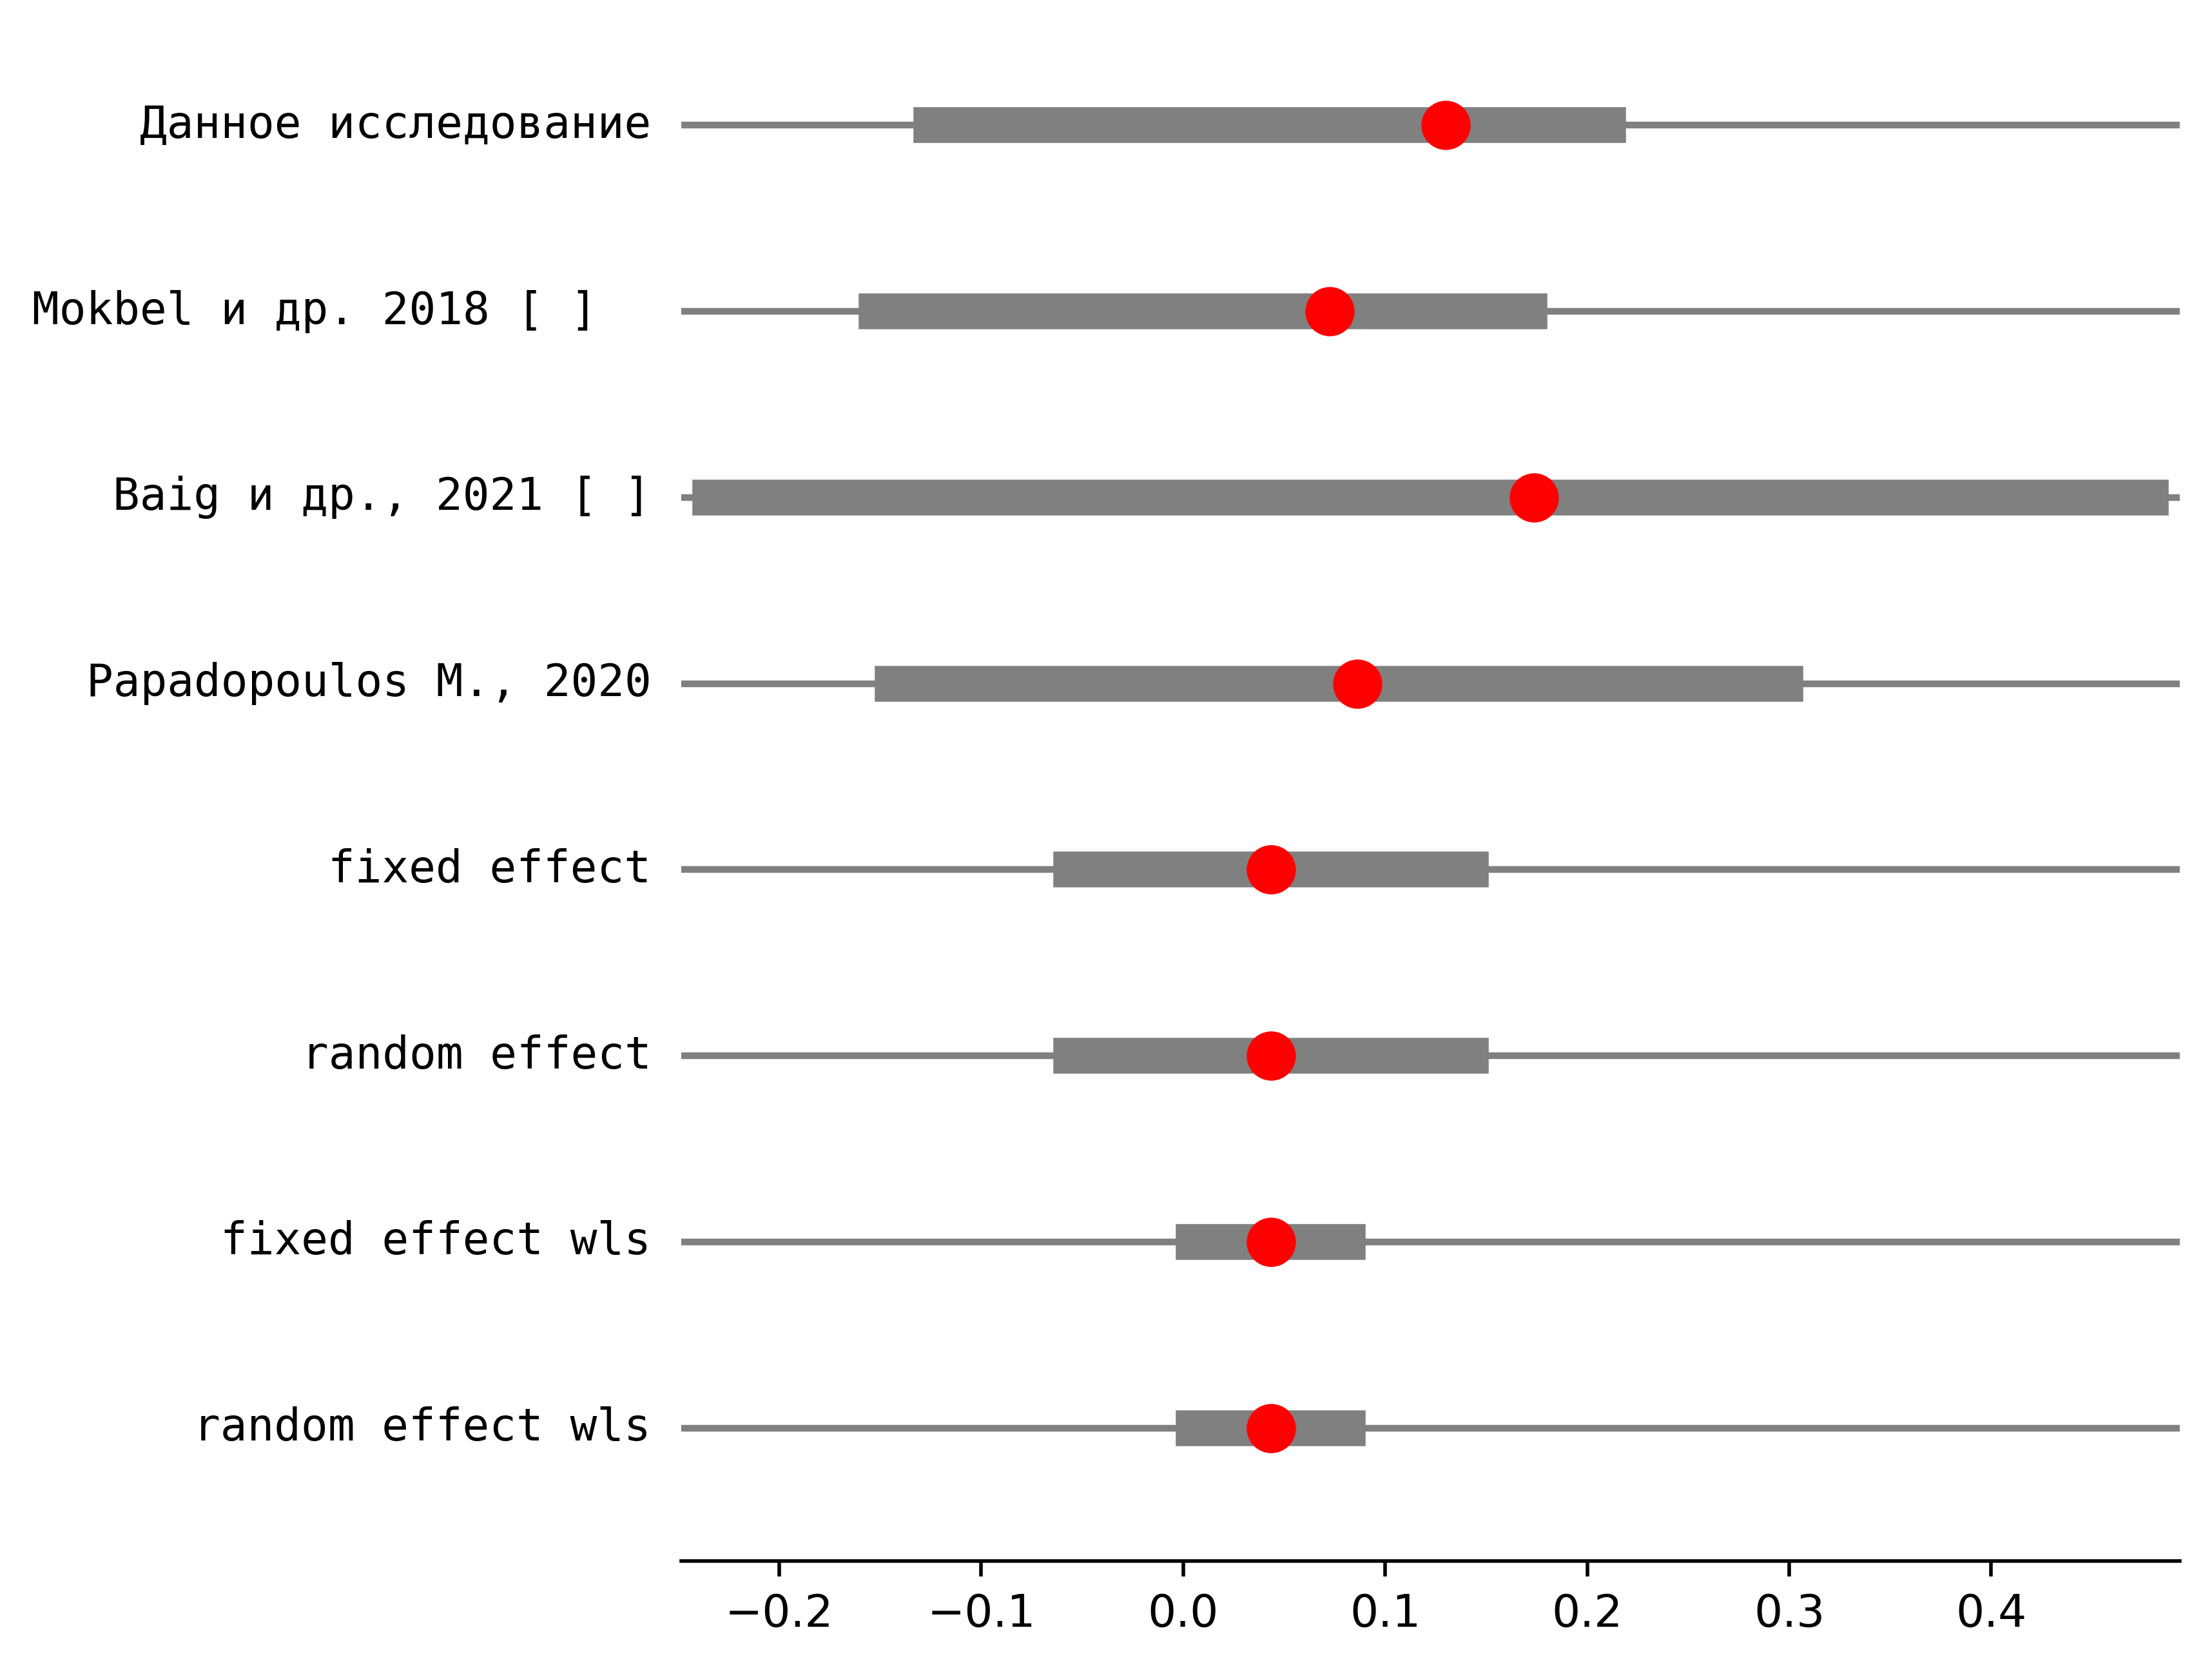 Данное исследование
Mokbel и др. 2018 [ ]
Baig и др., 2021 [ ]
Papadopoulos M., 2020
fixed effect
random effect
fixed effect wls
random effect wls
−0.2 −0.1 0.0 0.1 0.2 0.3 0.4